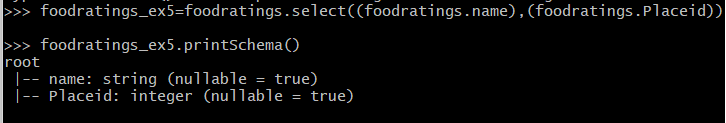 >>> foodratings_ex5=foodratings.select((foodratings.name),(foodratings.Placeid))
>>> foodratings_ex5.printSchema()
root
 |-- name: string (nullable = true)
 |-- Placeid: integer (nullable = true)